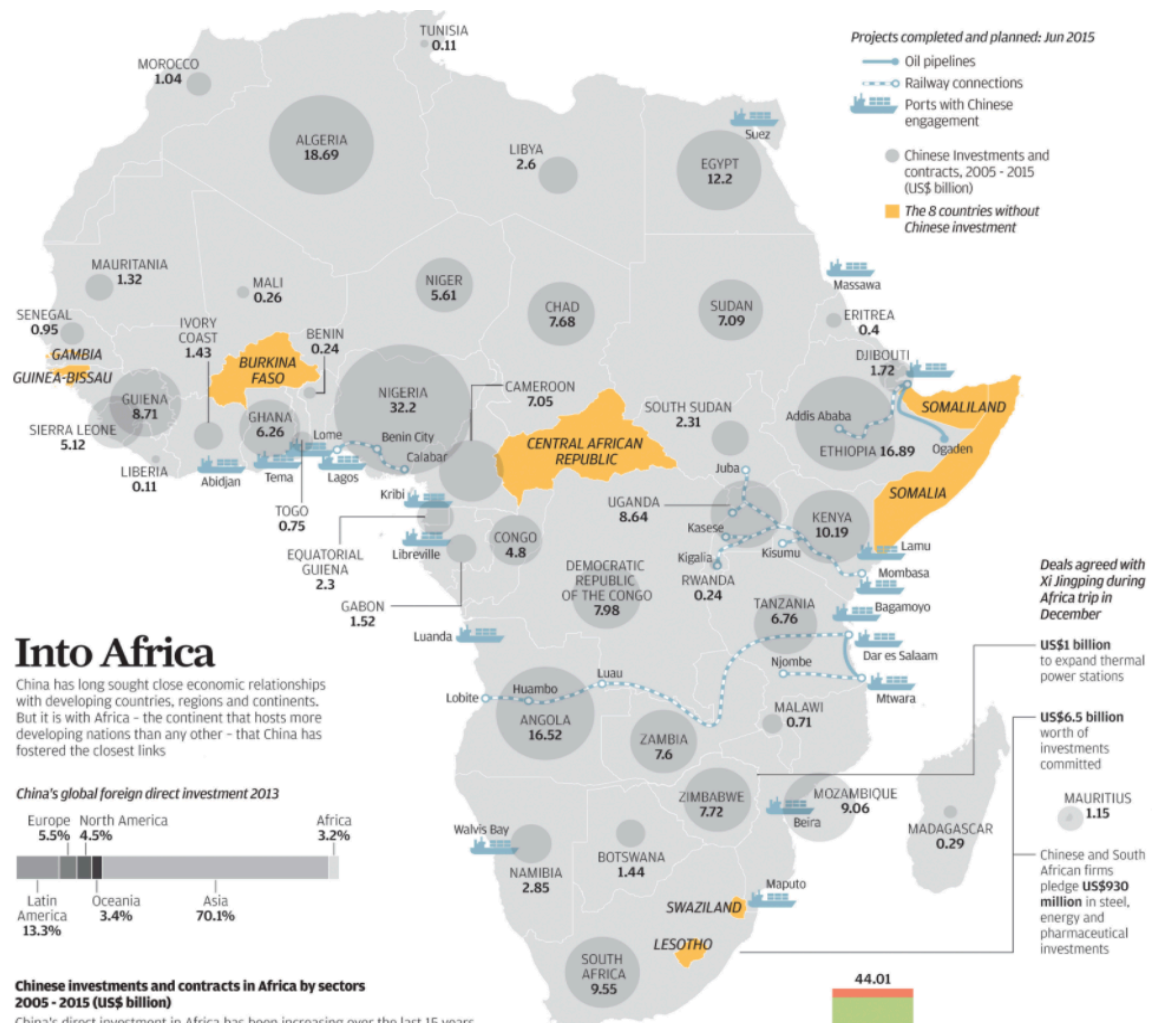 TUNISIA
0.11
MOROCCO
1.04
ALGERIA
18.69
LIBYA
2.6
EGYPT
12.2
Suez
Projects completed and planned: Jun 2015
Oil pipelines
Railway connections
Ports with Chinese
engagement
Chinese Investments and
contracts, 2005 - 2015
(US$ billion)
The 8 countries without
Chinese investment
MAURITANIA
1.32
MALI
0.26
NIGER
5.61
CHAD
7.68
SUDAN
7.09
Massawa
ERITREA
0.4
SENEGAL
0.95
GAMBIA
GUINEA-BISSAU
IVORY
COAST
1.43
BURKINA
FASO
BENIN
0.24
DJIBOUTI
1.72
GUIENA
8.71
SIERRA LEONE
5.12
LIBERIA
0.11
GHANA
6.26
NIGERIA
32.2
CAMEROON
7.05
CENTRAL AFRICAN
REPUBLIC
SOUTH SUDAN
2.31
Addis Ababa
ETHIOPIA 16.89
SOMALILAND
Ogaden
SOMALIA
Abidjan
Tema
Lome
Lagos
Benin City
Calabar
TOGO
0.75
Kribi
EQUATORIAL
GUIENA
2.3
Libreville
GABON
1.52
CONGO
4.8
Juba
UGANDA
8.64
Kasese
Kigalia
RWANDA
0.24
Kisumu
KENYA
10.19
Lamu
Mombasa
DEMOCRATIC
REPUBLIC
OF THE CONGO
7.98
TANZANIA
6.76
Bagamoyo
Dar es Salaam
Njombe
Mtwara
Luanda
Lobite
Huambo
Luau
ANGOLA
16.52
ZAMBIA
7.6
MALAWI
0.71
ZIMBABWE
7.72
MOZAMBIQUE
9.06
Beira
Walvis Bay
NAMIBIA
2.85
BOTSWANA
1.44
MADAGASCAR
0.29
MAURITIUS
1.15
Maputo
SWAZILAND
LESOTHO
SOUTH
AFRICA
9.55
Deals agreed with
Xi Jingping during
Africa trip in
December
US$1 billion
to expand thermal
power stations
US$6.5 billion
worth of
investments
committed
Chinese and South
African firms
pledge US$930
million in steel,
energy and
pharmaceutical
investments
Into Africa
China has long sought close economic relationships
with developing countries, regions and continents.
But it is with Africa – the continent that hosts more
developing nations than any other – that China has
fostered the closest links
China's global foreign direct investment 2013
Europe
5.5%
North America
4.5%
Africa
3.2%
Latin
America
13.3%
Oceania
3.4%
Asia
70.1%
Chinese investments and contracts in Africa by sectors
2005 - 2015 (US$ billion)
China's direct investment in Africa has been increasing over the last 15 years
44.01